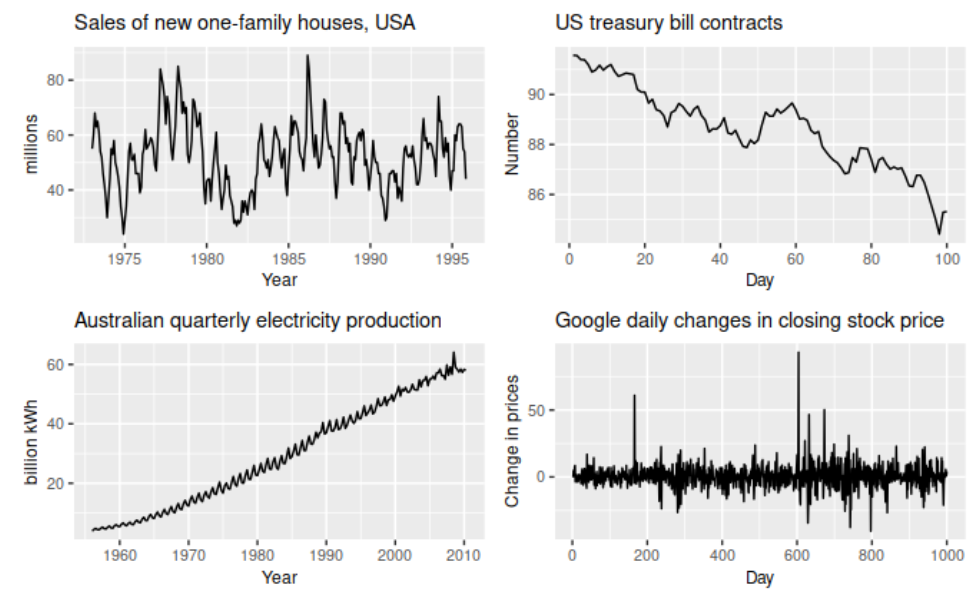 Sales of new one-family houses, USA
millions
80
60
40
1975 1980 1985 1990 1995
Year
US treasury bill contracts
Number
90
88
86
0 20 40 60 80 100
Day
Australian quarterly electricity production
billion kWh
60
40
20
1960 1970 1980 1990 2000 2010
Year
Google daily changes in closing stock price
Change in prices
50
0
0 200 400 600 800 1000
Day